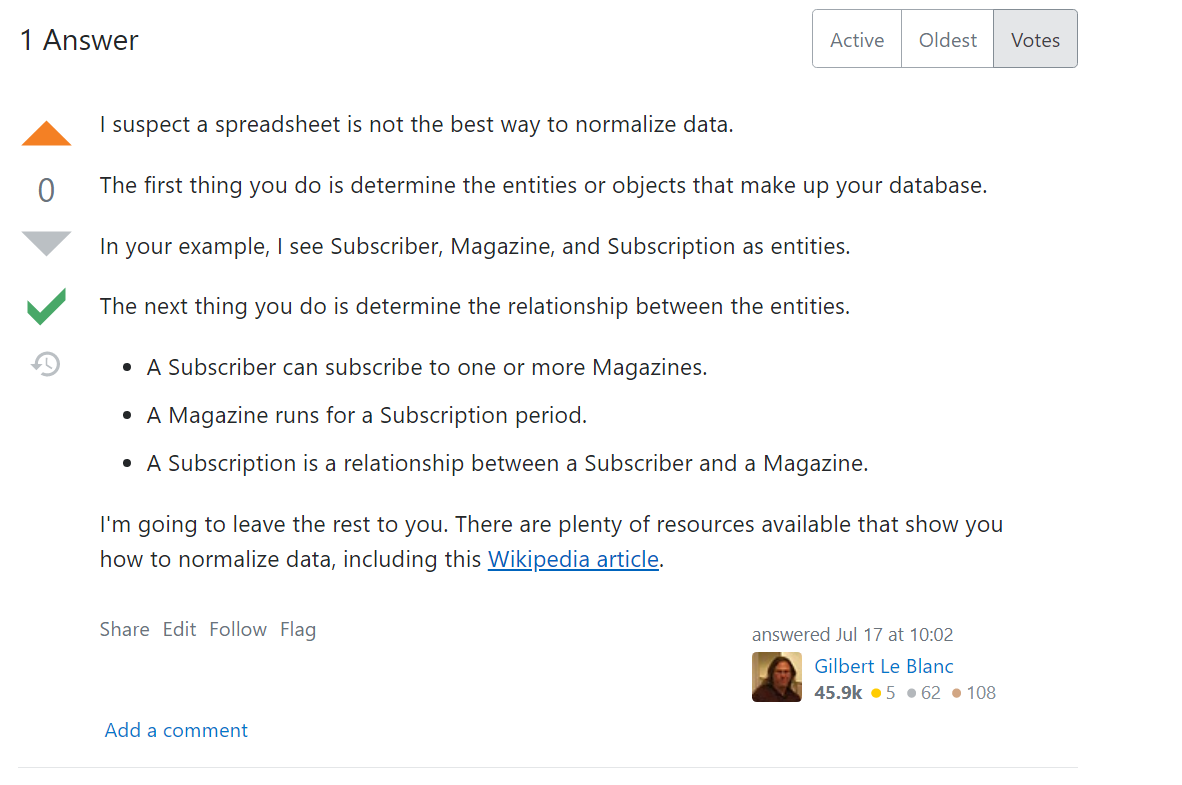 1 Answer
Active Oldest Votes
I suspect a spreadsheet is not the best way to normalize data.
0
The first thing you do is determine the entities or objects that make up your database.
In your example, I see Subscriber, Magazine, and Subscription as entities.
The next thing you do is determine the relationship between the entities.
• A Subscriber can subscribe to one or more Magazines.
• A Magazine runs for a Subscription period.
• A Subscription is a relationship between a Subscriber and a Magazine.
I'm going to leave the rest to you. There are plenty of resources available that show you
how to normalize data, including this Wikipedia article.
Share Edit Follow Flag
answered Jul 17 at 10:02
Gilbert Le Blanc
45.9k ● 5 ● 62 ● 108
Add a comment